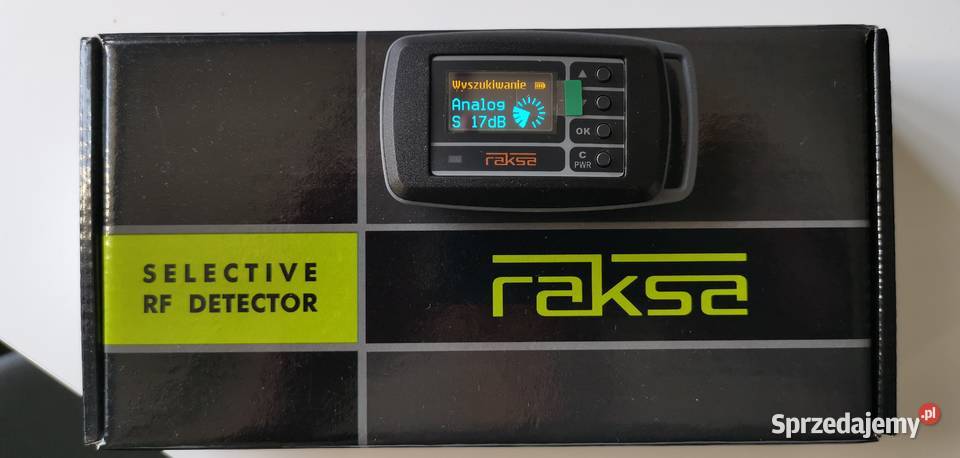 Wyszukiwanie
Analog
S 17dB
OK
C
PWR
raksa
SELECTIVE
RF DETECTOR
raksa
Sprzedajemy.pl